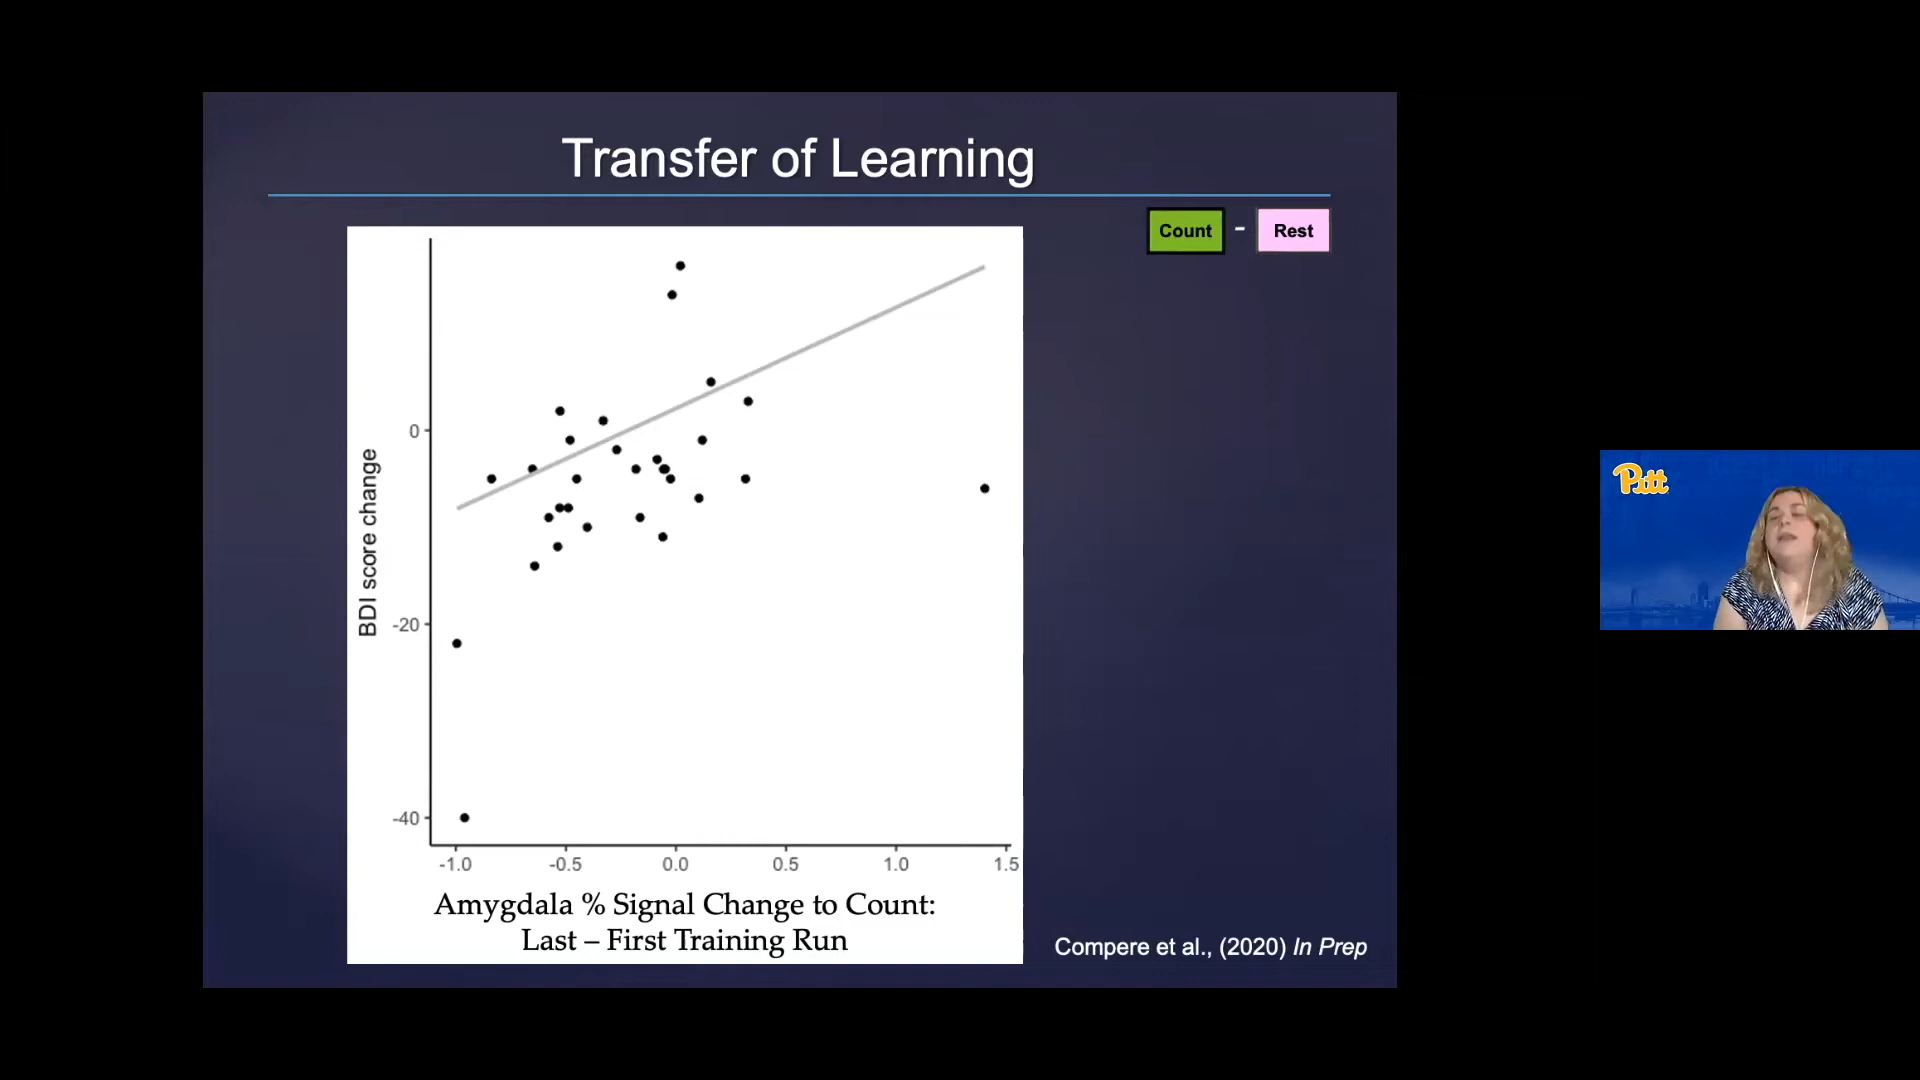 Transfer of Learning
Count - Rest
BDI score change
0
-20
-40
-1.0 -0.5 0.0 0.5 1.0 1.5
Amygdala % Signal Change to Count:
Last – First Training Run
Compere et al., (2020) In Prep
Pitt